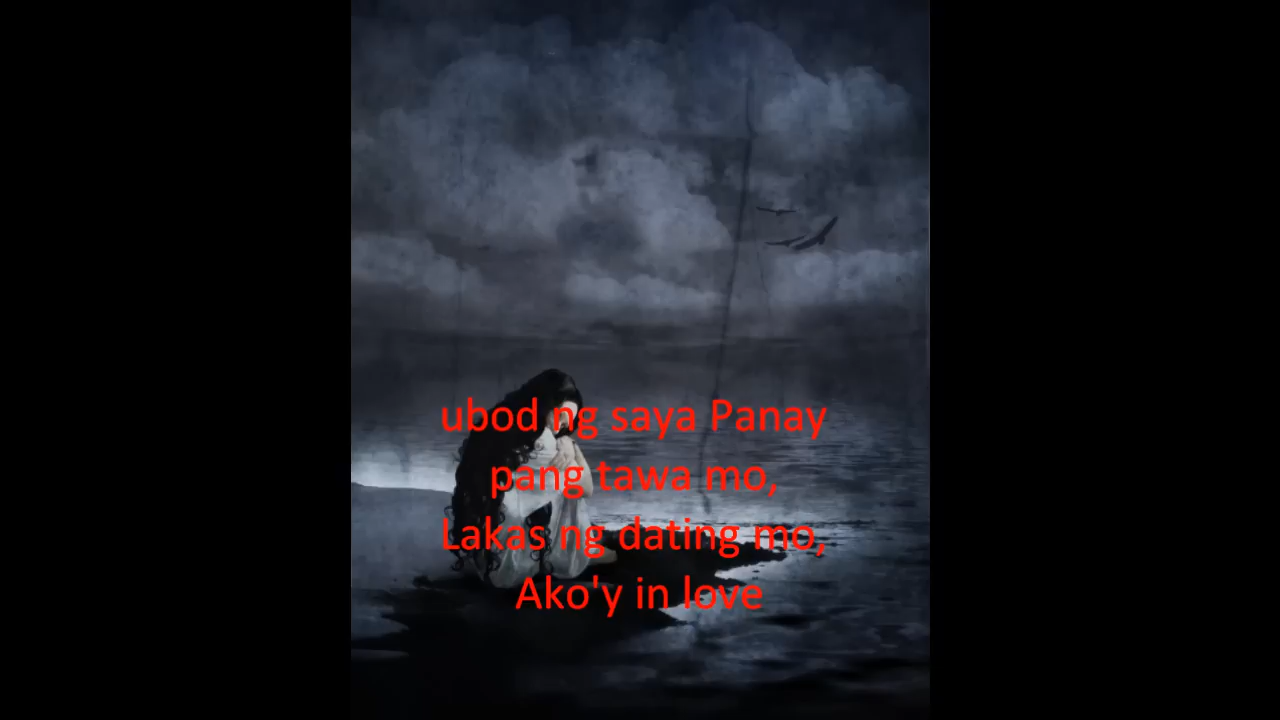 ubod ng saya Panay
pang tawa mo,
Lakas ng dating mo,
Ako'y in love